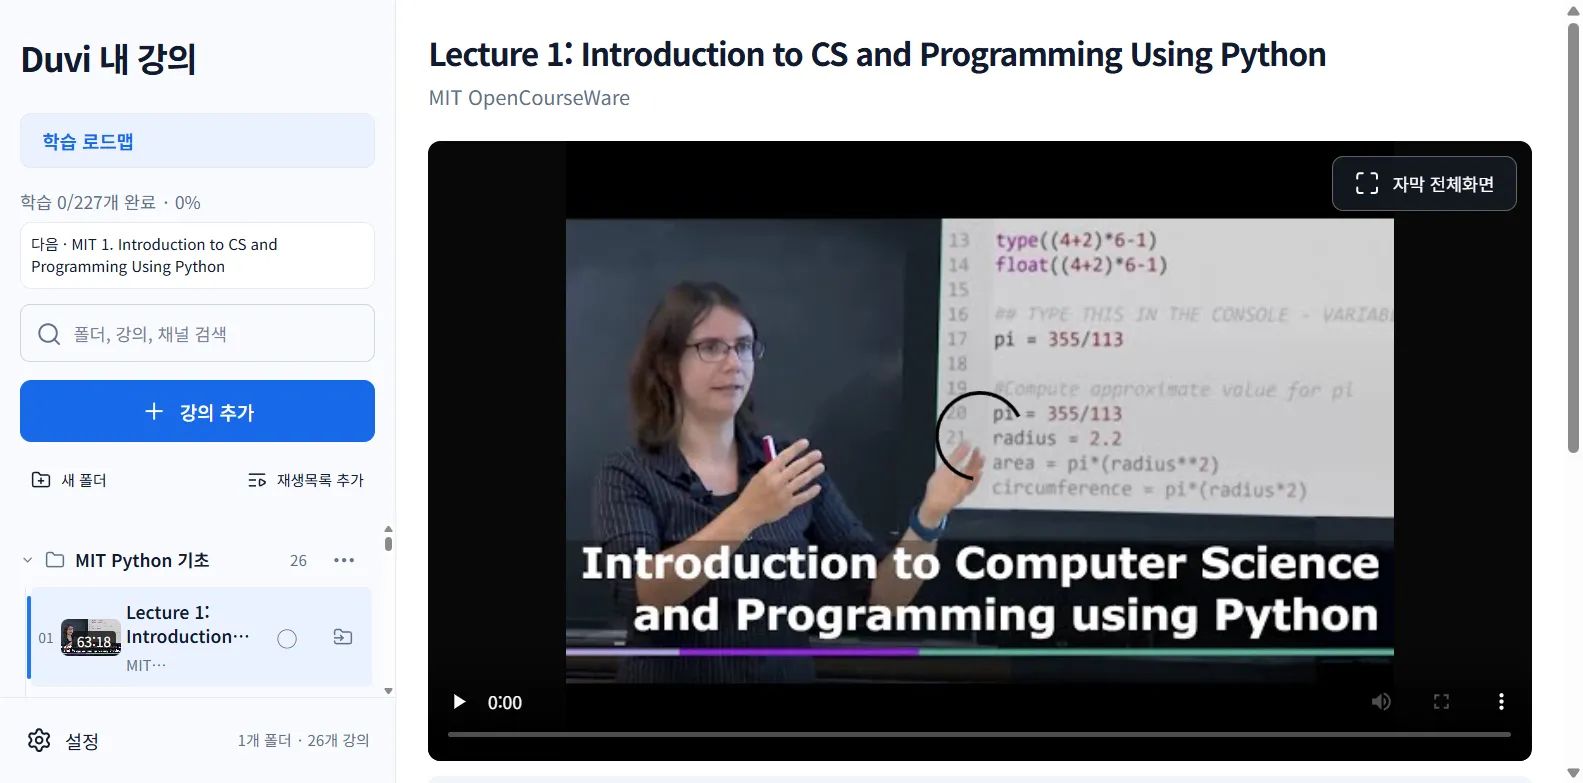 Duvi 내 강의
학습 로드맵
학습 0/227개 완료 · 0%
다음 · MIT 1. Introduction to CS and
Programming Using Python
폴더, 강의, 채널 검색
강의 추가
새 폴더
재생목록 추가
MIT Python 기초
26
01
63:18
Lecture 1:
Introduction…
MIT…
설정
1개 폴더 · 26개 강의
Lecture 1: Introduction to CS and Programming Using Python
MIT OpenCourseWare
자막 전체화면
13 type((4+2)*6-1)
14 float((4+2)*6-1)
15
16 ## TYPE THIS IN THE CONSOLE - VARIABL
17 pi = 355/113
18
19 #Compute approximate value for pi
20 pi = 355/113
21 radius = 2.2
area = pi*(radius**2)
circumference = pi*(radius*2)
Introduction to Computer Science
and Programming using Python
0:00